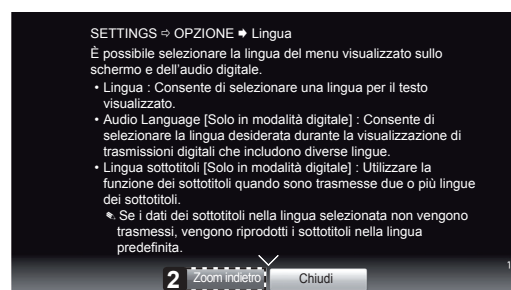 SETTINGS ⇨ OPZIONE ➡ Lingua
È possibile selezionare la lingua del menu visualizzato sullo
schermo e dell'audio digitale.
• Lingua : Consente di selezionare una lingua per il testo
visualizzato.
• Audio Language [Solo in modalità digitale] : Consente di
selezionare la lingua desiderata durante la visualizzazione di
trasmissioni digitali che includono diverse lingue.
• Lingua sottotitoli [Solo in modalità digitale] : Utilizzare la
funzione dei sottotitoli quando sono trasmesse due o più lingue
dei sottotitoli.
✎ Se i dati dei sottotitoli nella lingua selezionata non vengono
trasmessi, vengono riprodotti i sottotitoli nella lingua
predefinita.
1
2 Zoom indietro Chiudi